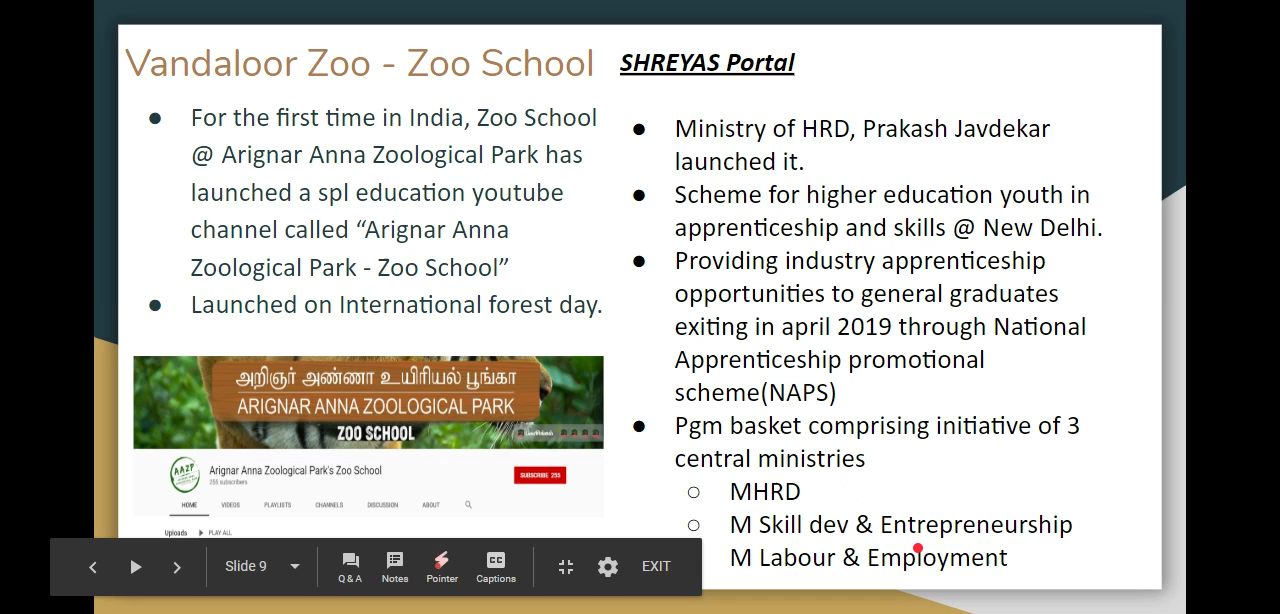 Vandaloor Zoo - Zoo School
● For the first time in India, Zoo School
@ Arignar Anna Zoological Park has
launched a spl education youtube
channel called “Arignar Anna
Zoological Park - Zoo School”
● Launched on International forest day.
அறிஞர் அண்ணா உயிரியல் பூங்கா
ARIGNAR ANNA ZOOLOGICAL PARK
ZOO SCHOOL
AAZP
Arignar Anna Zoological Park's Zoo School
255 subscribers
SUBSCRIBE 255
HOME VIDEOS PLAYLISTS CHANNELS DISCUSSION ABOUT
Uploads PLAY ALL
SHREYAS Portal
● Ministry of HRD, Prakash Javdekar
launched it.
● Scheme for higher education youth in
apprenticeship and skills @ New Delhi.
● Providing industry apprenticeship
opportunities to general graduates
exiting in april 2019 through National
Apprenticeship promotional
scheme(NAPS)
● Pgm basket comprising initiative of 3
central ministries
○ MHRD
○ M Skill dev & Entrepreneurship
M Labour & Employment
Slide 9
Q & A Notes Pointer CC Captions EXIT